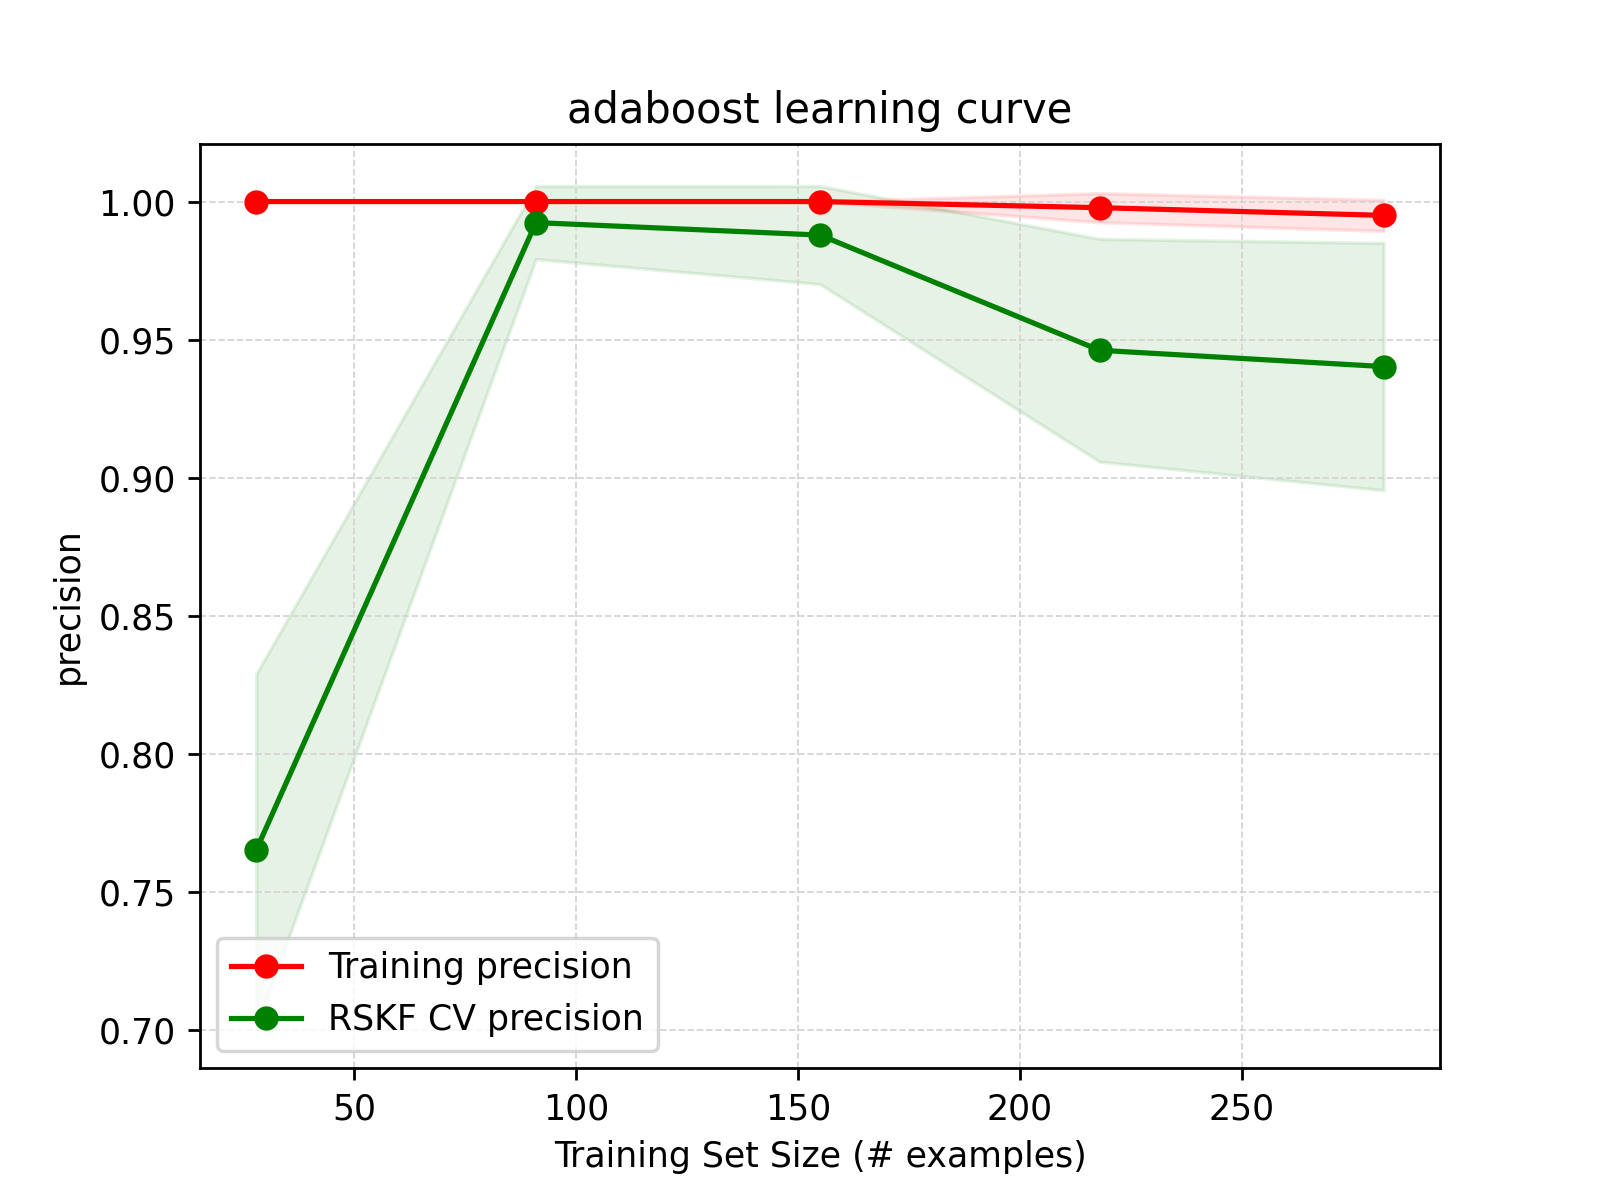 adaboost learning curve
1.00
0.95
0.90
0.85
0.80
0.75
0.70
precision
Training precision
RSKF CV precision
50 100 150 200 250
Training Set Size (# examples)